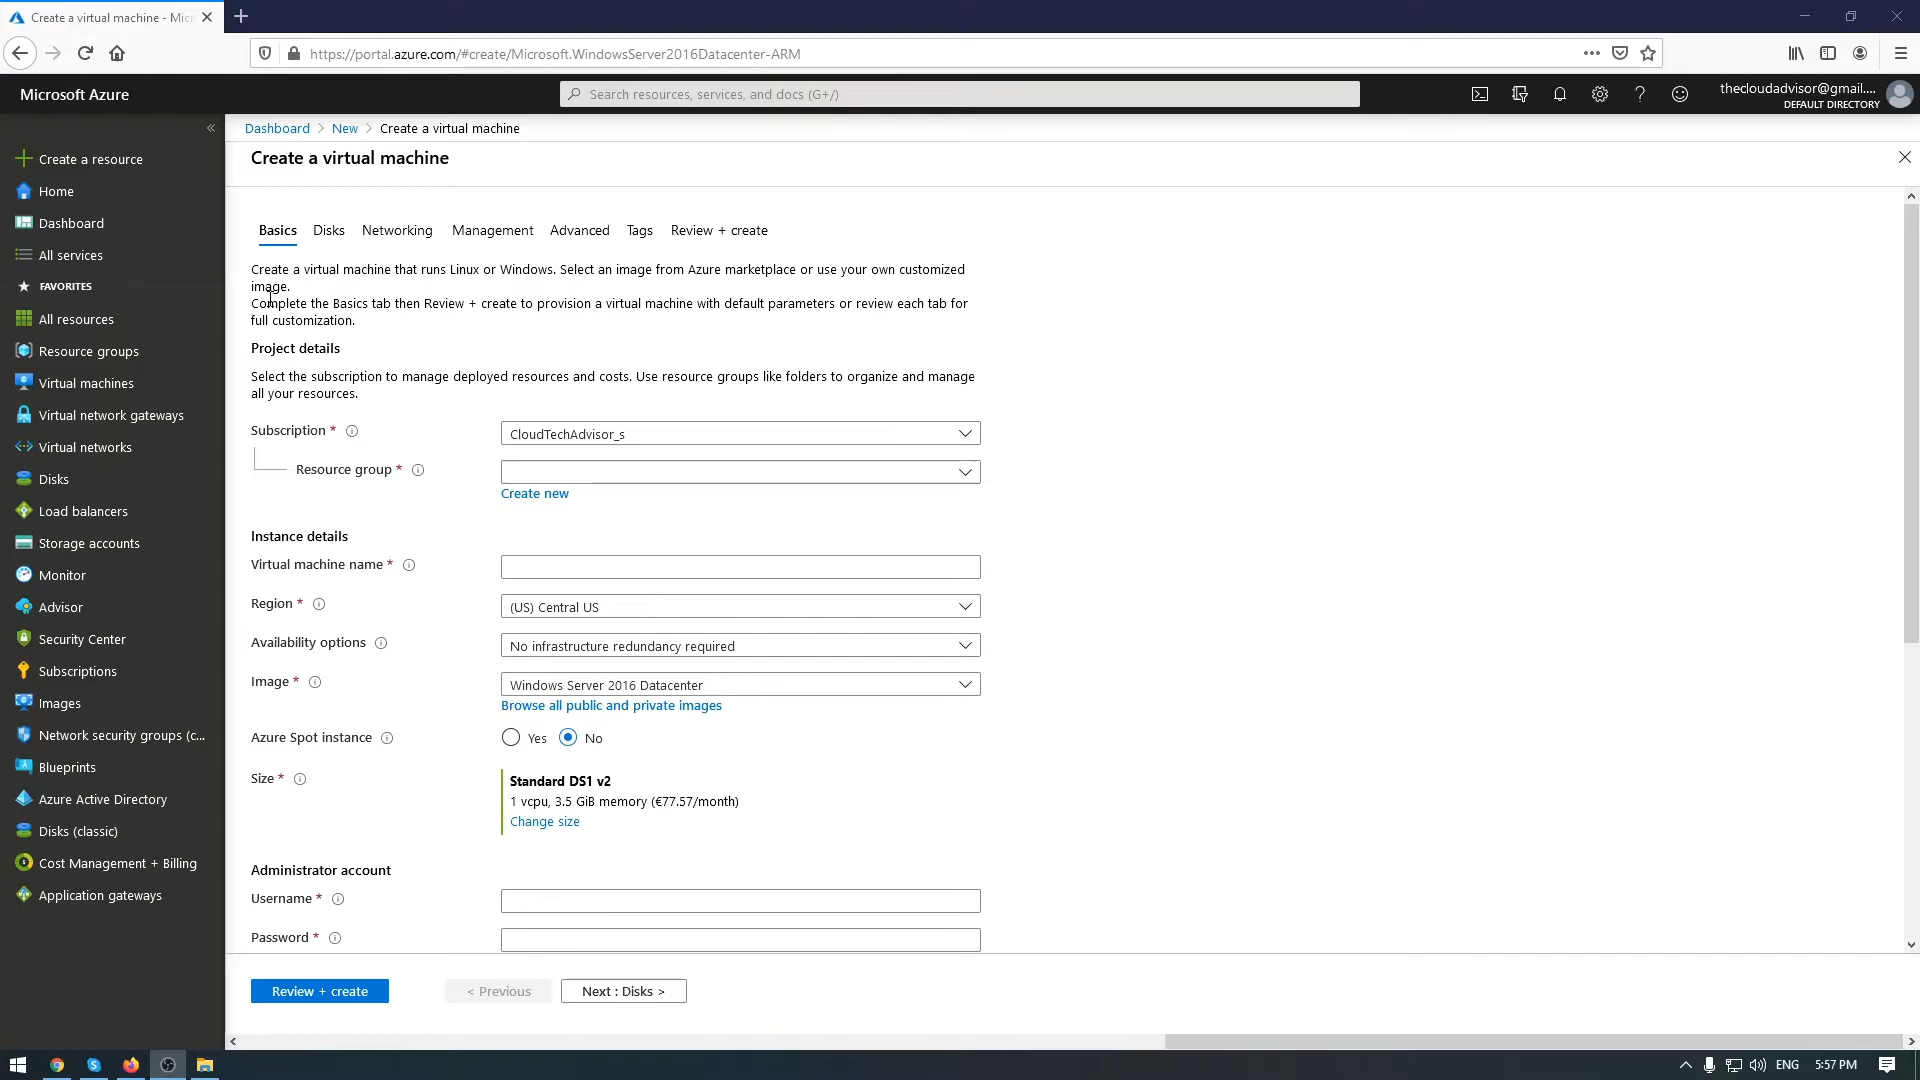 Create a virtual machine - Mic
https://portal.azure.com/#create/Microsoft.WindowsServer2016Datacenter-ARM
Microsoft Azure
Search resources, services, and docs (G+/)
thecloudadvisor@gmail....
DEFAULT DIRECTORY
Dashboard > New > Create a virtual machine
Create a virtual machine
Create a resource
Home
Dashboard
All services
FAVORITES
All resources
Resource groups
Virtual machines
Virtual network gateways
Virtual networks
Disks
Load balancers
Storage accounts
Monitor
Advisor
Security Center
Subscriptions
Images
Network security groups (c...
Blueprints
Azure Active Directory
Disks (classic)
Cost Management + Billing
Application gateways
Basics Disks Networking Management Advanced Tags Review + create
Create a virtual machine that runs Linux or Windows. Select an image from Azure marketplace or use your own customized
image.
Complete the Basics tab then Review + create to provision a virtual machine with default parameters or review each tab for
full customization.
Project details
Select the subscription to manage deployed resources and costs. Use resource groups like folders to organize and manage
all your resources.
Subscription * CloudTechAdvisor_s
Resource group *
Create new
Instance details
Virtual machine name *
Region * (US) Central US
Availability options No infrastructure redundancy required
Image * Windows Server 2016 Datacenter
Browse all public and private images
Azure Spot instance Yes No
Size * Standard DS1 v2
1 vcpu, 3.5 GiB memory (€77.57/month)
Change size
Administrator account
Username *
Password *
Review + create < Previous Next : Disks >
ENG 5:57 PM